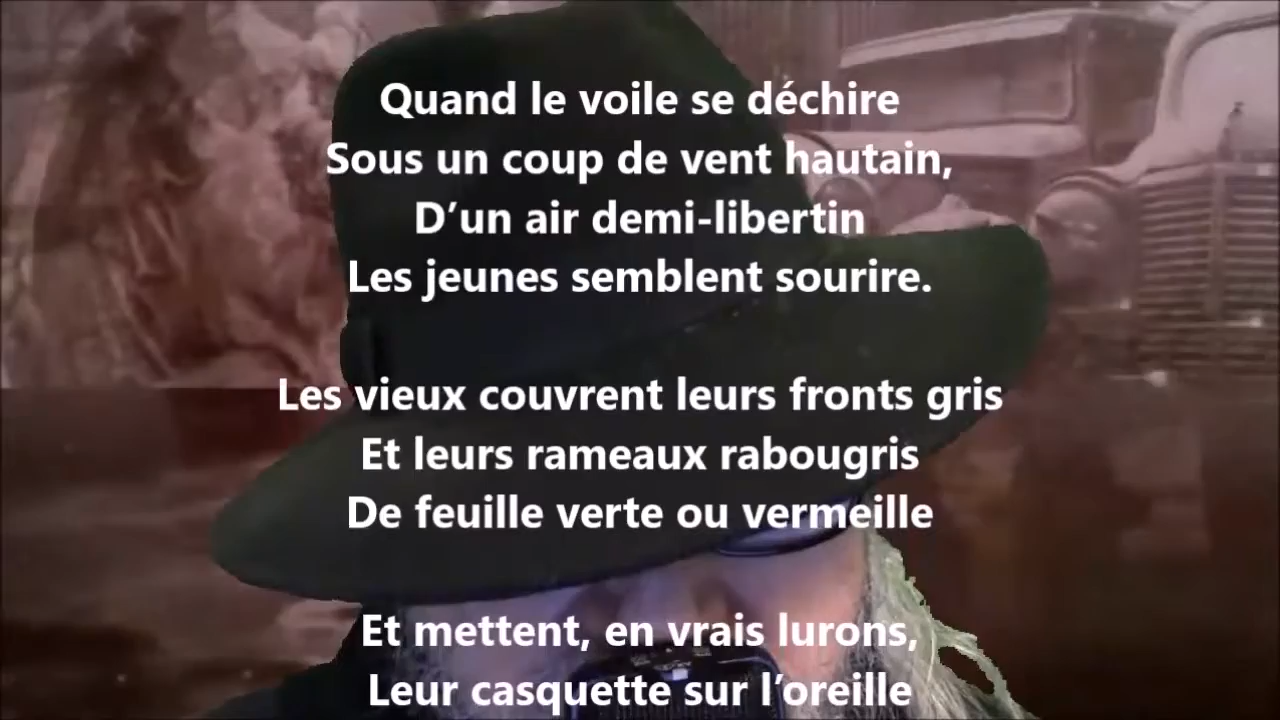 Quand le voile se déchire
Sous un coup de vent hautain,
D’un air demi-libertin
Les jeunes semblent sourire.
Les vieux couvrent leurs fronts gris
Et leurs rameaux rabougris
De feuille verte ou vermeille
Et mettent, en vrais lurons,
Leur casquette sur l’oreille